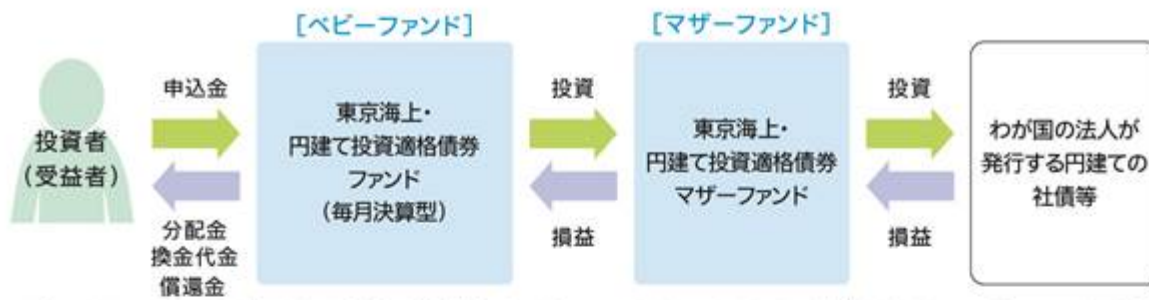 [ベビーファンド]
[マザーファンド]
投資者
(受益者)
申込金
分配金
換金代金
償還金
東京海上・
円建て投資適格債券
ファンド
(毎月決算型)
投資
損益
東京海上・
円建て投資適格債券
マザーファンド
投資
損益
わが国の法人が
発行する円建ての
社債等